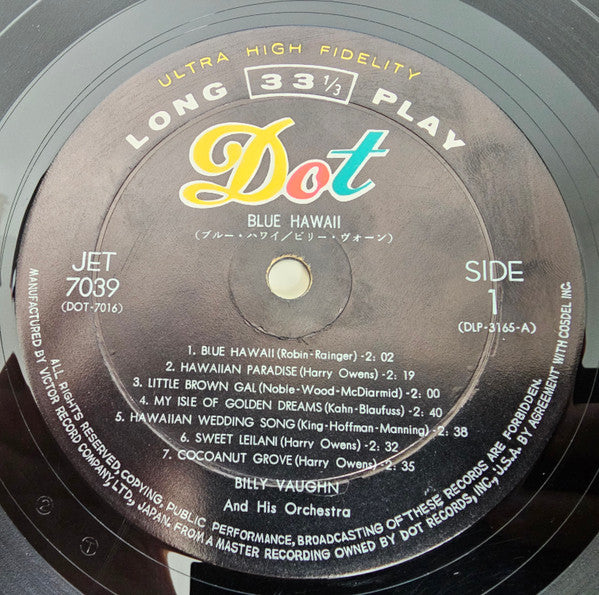 ULTRA HIGH FIDELITY
LONG 33 1/3 PLAY
Dot
BLUE HAWAII
(ブルー・ハワイ/ビリー・ヴォーン)
JET
7039
(DOT-7016)
SIDE
1
(DLP-3165-A)
1. BLUE HAWAII (Robin-Rainger)-2: 02
2. HAWAIIAN PARADISE (Harry Owens)-2: 19
3. LITTLE BROWN GAL (Noble-Wood-McDiarmid)-2: 00
4. MY ISLE OF GOLDEN DREAMS (Kahn-Blaufuss)-2: 40
5. HAWAIIAN WEDDING SONG (King-Hoffman-Manning)-2: 38
6. SWEET LEILANI (Harry Owens)-2: 32
7. COCOANUT GROVE (Harry Owens)-2: 35
BILLY VAUGHN
And His Orchestra
ALL RIGHTS RESERVED, COPYING, PUBLIC PERFORMANCE, BROADCASTING OF THESE RECORDS ARE FORBIDDEN.
MANUFACTURED BY VICTOR RECORD COMPANY, LTD., JAPAN. FROM A MASTER RECORDING OWNED BY DOT RECORDS, INC., U.S.A. BY AGREEMENT WITH COSDEL INC.